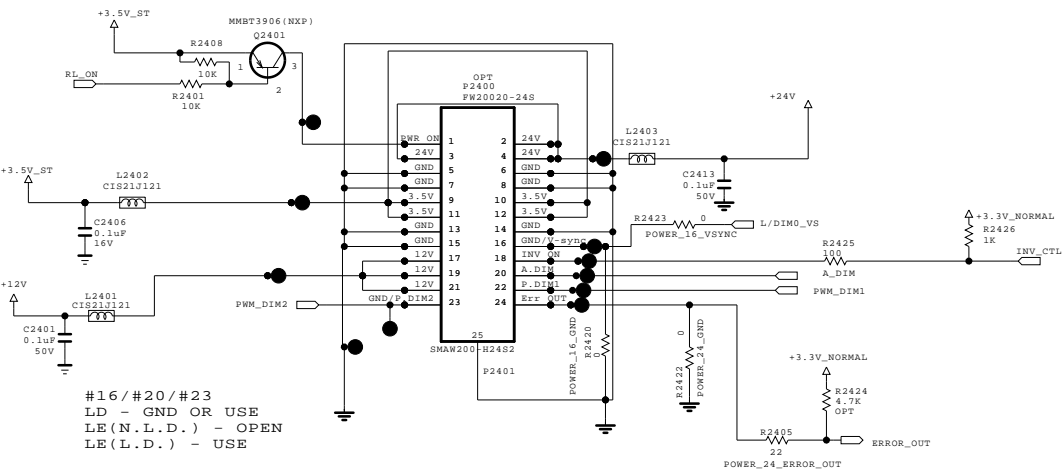 +3.5V_ST
MMBT3906(NXP)
Q2401
R2408
10K
1
3
2
RL_ON
R2401
10K
OPT
P2400
FW20020-24S
+24V
L2403
CIS21J121
C2413
0.1uF
50V
+3.5V_ST
L2402
CIS21J121
C2406
0.1uF
16V
PWR ON 1 2 24V
24V 3 4 24V
GND 5 6 GND
GND 7 8 GND
3.5V 9 10 3.5V
3.5V 11 12 3.5V
GND 13 14 GND
GND 15 16 GND/V-sync
12V 17 18 INV ON
12V 19 20 A.DIM
12V 21 22 P.DIM1
GND/P.DIM2 23 24 Err OUT
25
SMAW200-H24S2
P2401
R2423
0
POWER_16_VSYNC
L/DIM0_VS
+3.3V_NORMAL
R2426
1K
R2425
100
INV_CTL
A_DIM
PWM_DIM1
+12V
L2401
CIS21J121
C2401
0.1uF
50V
PWM_DIM2
POWER_16_GND
R2420
0
R2422
0
POWER_24_GND
+3.3V_NORMAL
R2424
4.7K
OPT
R2405
22
POWER_24_ERROR_OUT
ERROR_OUT
#16/#20/#23
LD - GND OR USE
LE(N.L.D.) - OPEN
LE(L.D.) - USE